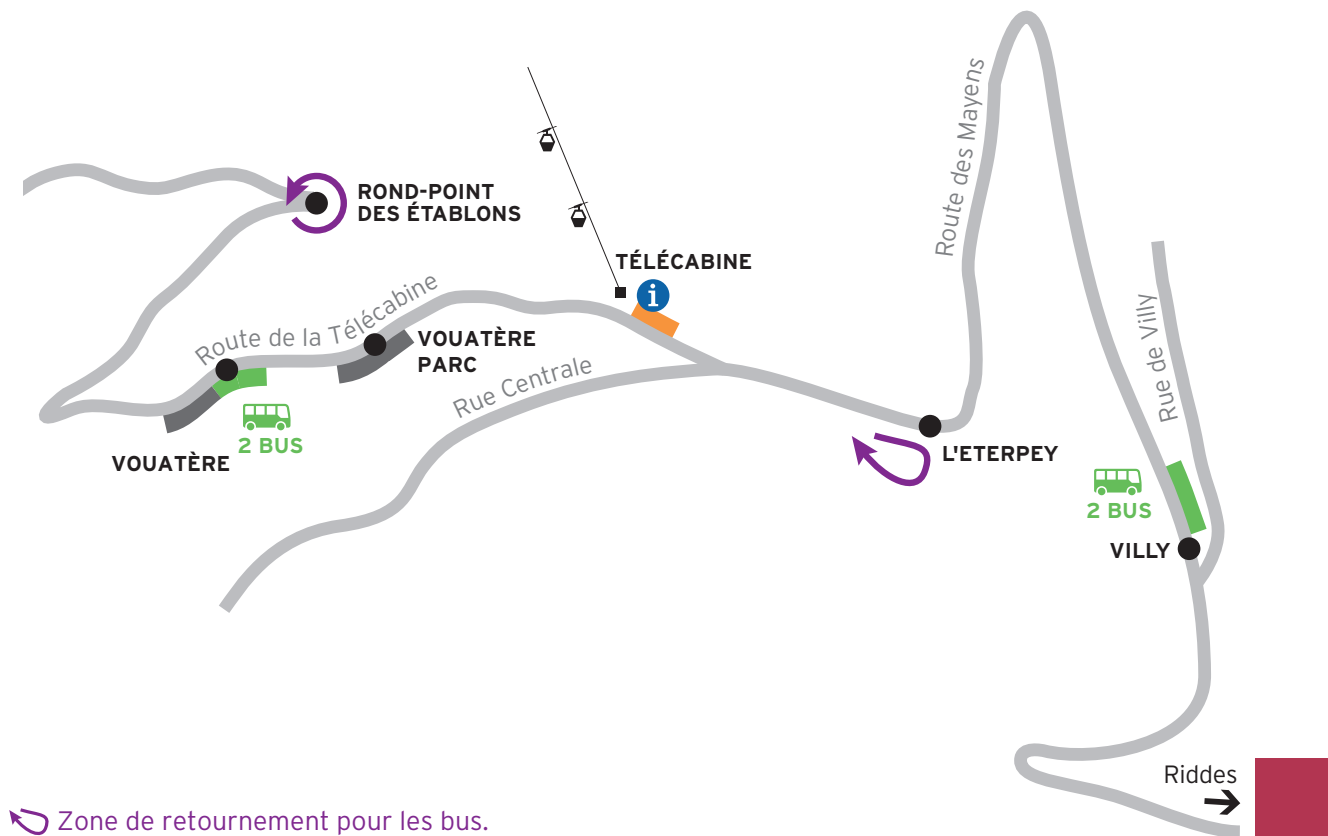 Route des Mayens
ROND-POINT
DES ÉTABLONS
TÉLÉCABINE
i
Route de la Télécabine
VOUATÈRE
PARC
Rue Centrale
Rue de Villy
2 BUS
VOUATÈRE
L'ETERPEY
2 BUS
VILLY
Riddes
Zone de retournement pour les bus.